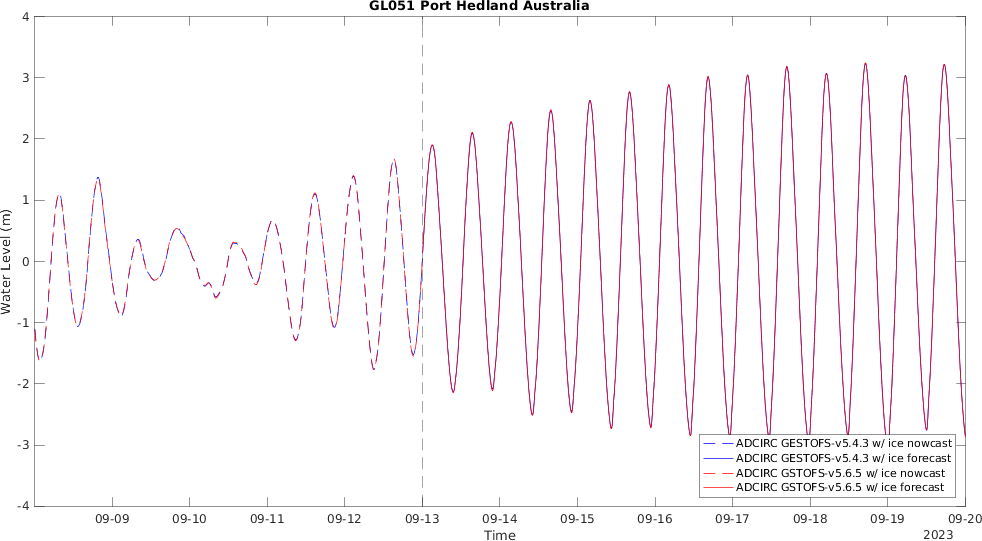 GL051 Port Hedland Australia
4
3
2
1
0
-1
-2
-3
-4
Water Level (m)
ADCIRC GESTOFS-v5.4.3 w/ ice nowcast
ADCIRC GESTOFS-v5.4.3 w/ ice forecast
ADCIRC GSTOFS-v5.6.5 w/ ice nowcast
ADCIRC GSTOFS-v5.6.5 w/ ice forecast
09-09 09-10 09-11 09-12 09-13 09-14 09-15 09-16 09-17 09-18 09-19 09-20
Time
2023